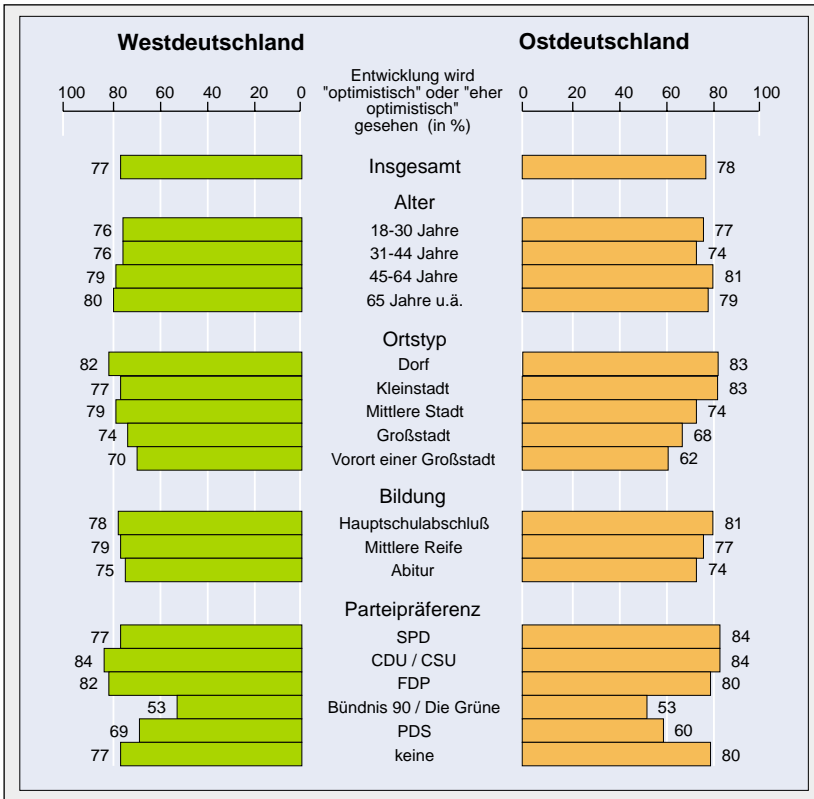 Westdeutschland Ostdeutschland
Entwicklung wird
"optimistisch" oder "eher
optimistisch"
gesehen (in %)
100 80 60 40 20 0 0 20 40 60 80 100
77 Insgesamt 78
Alter
76 18-30 Jahre 77
76 31-44 Jahre 74
79 45-64 Jahre 81
80 65 Jahre u.ä. 79
Ortstyp
82 Dorf 83
77 Kleinstadt 83
79 Mittlere Stadt 74
74 Großstadt 68
70 Vorort einer Großstadt 62
Bildung
78 Hauptschulabschluß 81
79 Mittlere Reife 77
75 Abitur 74
Parteipräferenz
77 SPD 84
84 CDU / CSU 84
82 FDP 80
53 Bündnis 90 / Die Grüne 53
69 PDS 60
77 keine 80